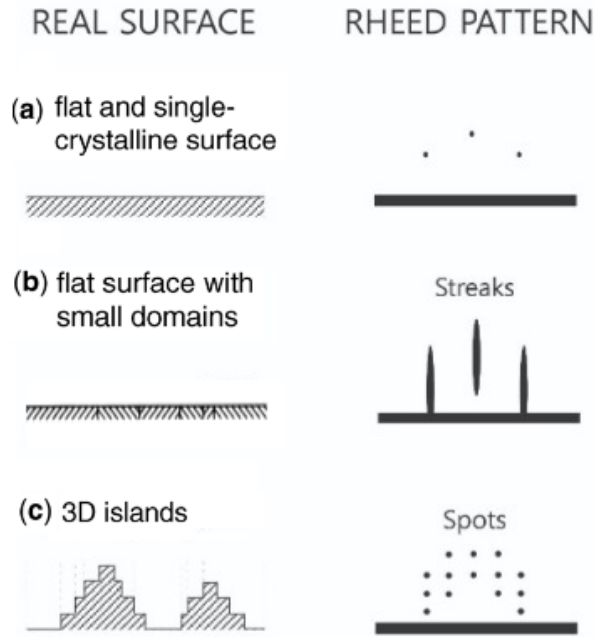 REAL SURFACE
RHEED PATTERN
(a) flat and single-
crystalline surface
(b) flat surface with
small domains
Streaks
(c) 3D islands
Spots